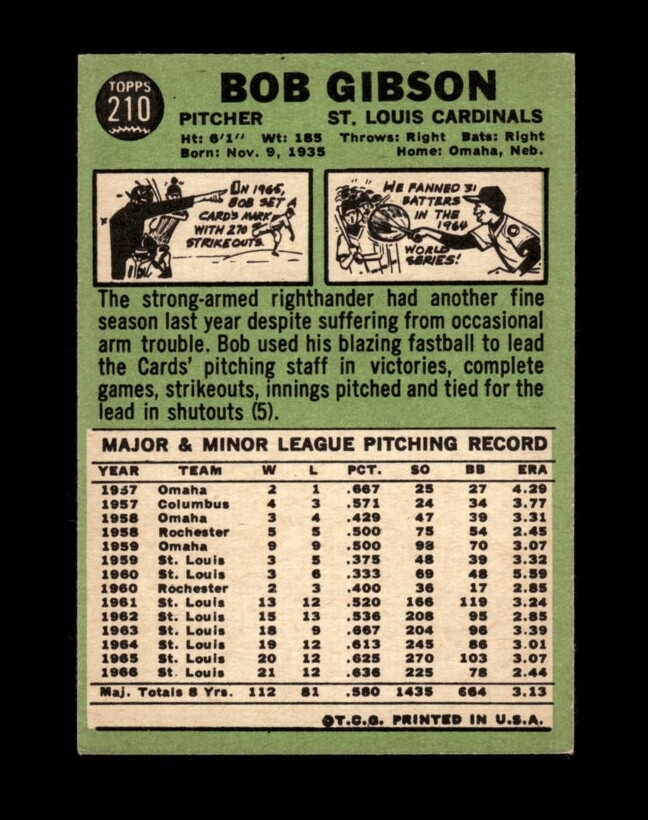 TOPPS
210
BOB GIBSON
PITCHER ST. LOUIS CARDINALS
Ht: 6'1" Wt: 185 Throws: Right Bats: Right
Born: Nov. 9, 1935 Home: Omaha, Neb.
IN 1965,
BOB SET A
CARDS MARK
WITH 270
STRIKEOUTS.
HE FANNED 31
BATTERS
IN THE
1964
WORLD
SERIES!
The strong-armed righthander had another fine
season last year despite suffering from occasional
arm trouble. Bob used his blazing fastball to lead
the Cards' pitching staff in victories, complete
games, strikeouts, innings pitched and tied for the
lead in shutouts (5).
MAJOR & MINOR LEAGUE PITCHING RECORD
YEAR TEAM W L PCT. SO BB ERA
1957 Omaha 2 1 .667 25 27 4.29
1957 Columbus 4 3 .571 24 34 3.77
1958 Omaha 3 4 .429 47 39 3.31
1958 Rochester 5 5 .500 75 54 2.45
1959 Omaha 9 9 .500 98 70 3.07
1959 St. Louis 3 5 .375 48 39 3.32
1960 St. Louis 3 6 .333 69 48 5.59
1960 Rochester 2 3 .400 36 17 2.85
1961 St. Louis 13 12 .520 166 119 3.24
1962 St. Louis 15 13 .536 208 95 2.85
1963 St. Louis 18 9 .667 204 96 3.39
1964 St. Louis 19 12 .613 245 86 3.01
1965 St. Louis 20 12 .625 270 103 3.07
1966 St. Louis 21 12 .636 225 78 2.44
Maj. Totals 8 Yrs. 112 81 .580 1435 664 3.13
©T.C.G. PRINTED IN U.S.A.